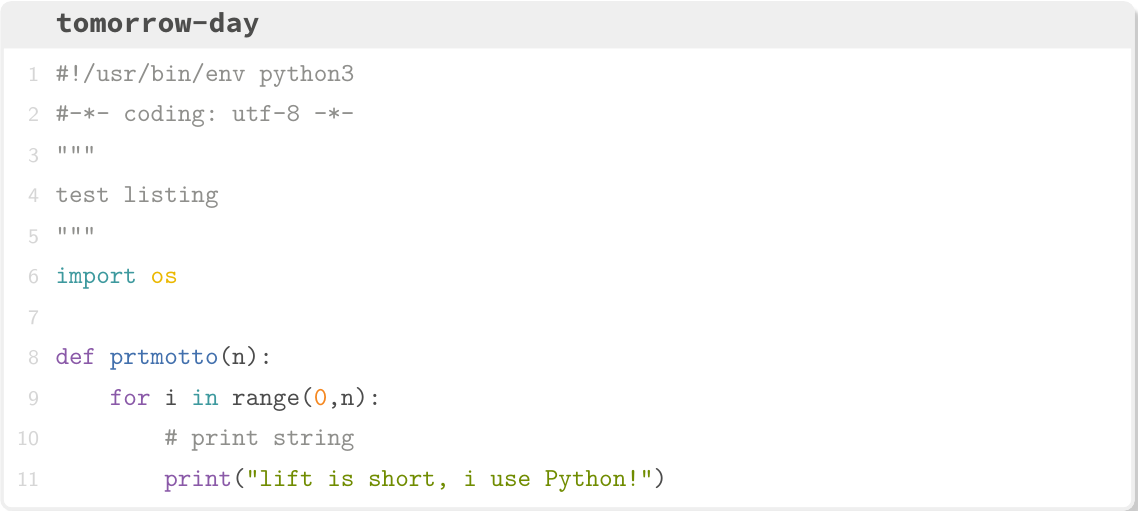 tomorrow-day
1 #!/usr/bin/env python3
2 #-*- coding: utf-8 -*-
3 """
4 test listing
5 """
6 import os
7
8 def prtmotto(n):
9     for i in range(0,n):
10         # print string
11         print("lift is short, i use Python!")